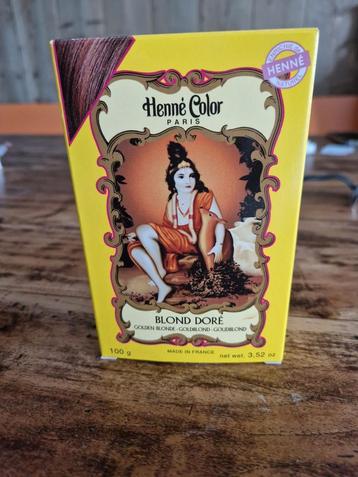 HENNÉ
Henné Color
PARIS
BLOND DORÉ
GOLDEN BLONDE-GOLDBLOND-GOUDBLOND
100 g
MADE IN FRANCE
net wt. 3,52 oz